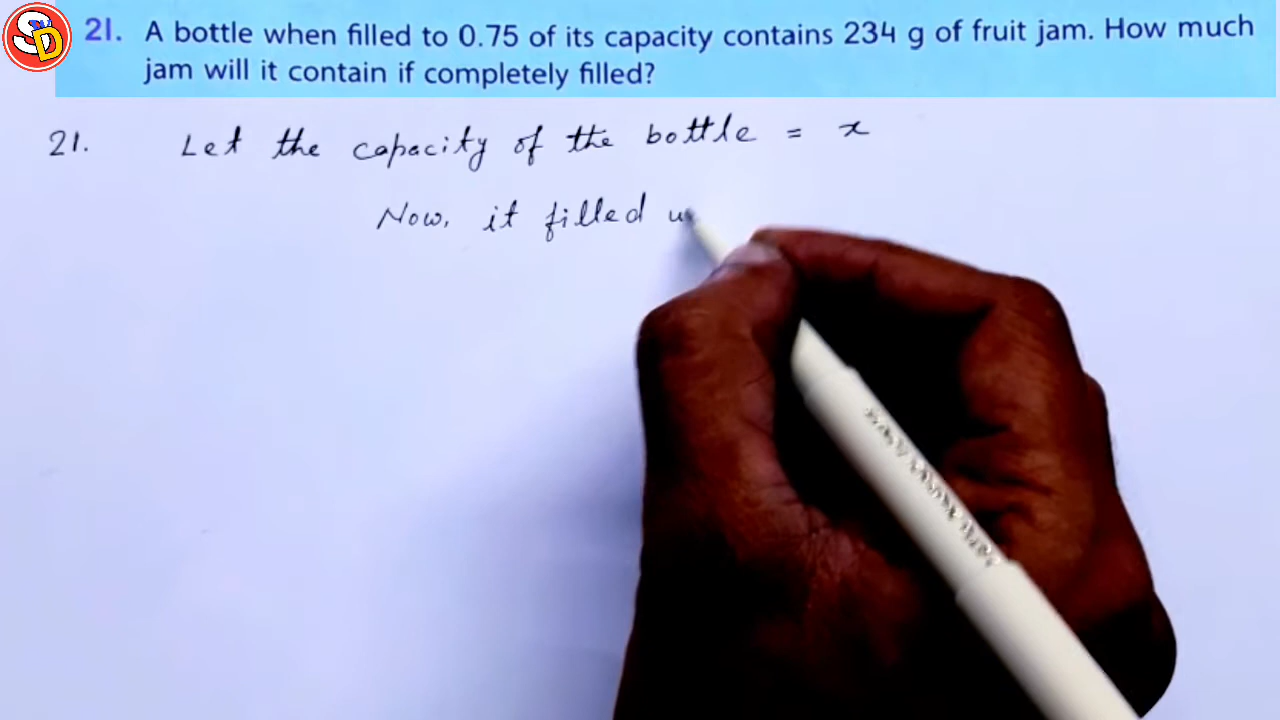 SD
21. A bottle when filled to 0.75 of its capacity contains 234 g of fruit jam. How much
jam will it contain if completely filled?
21. Let the capacity of the bottle = x
Now, it filled